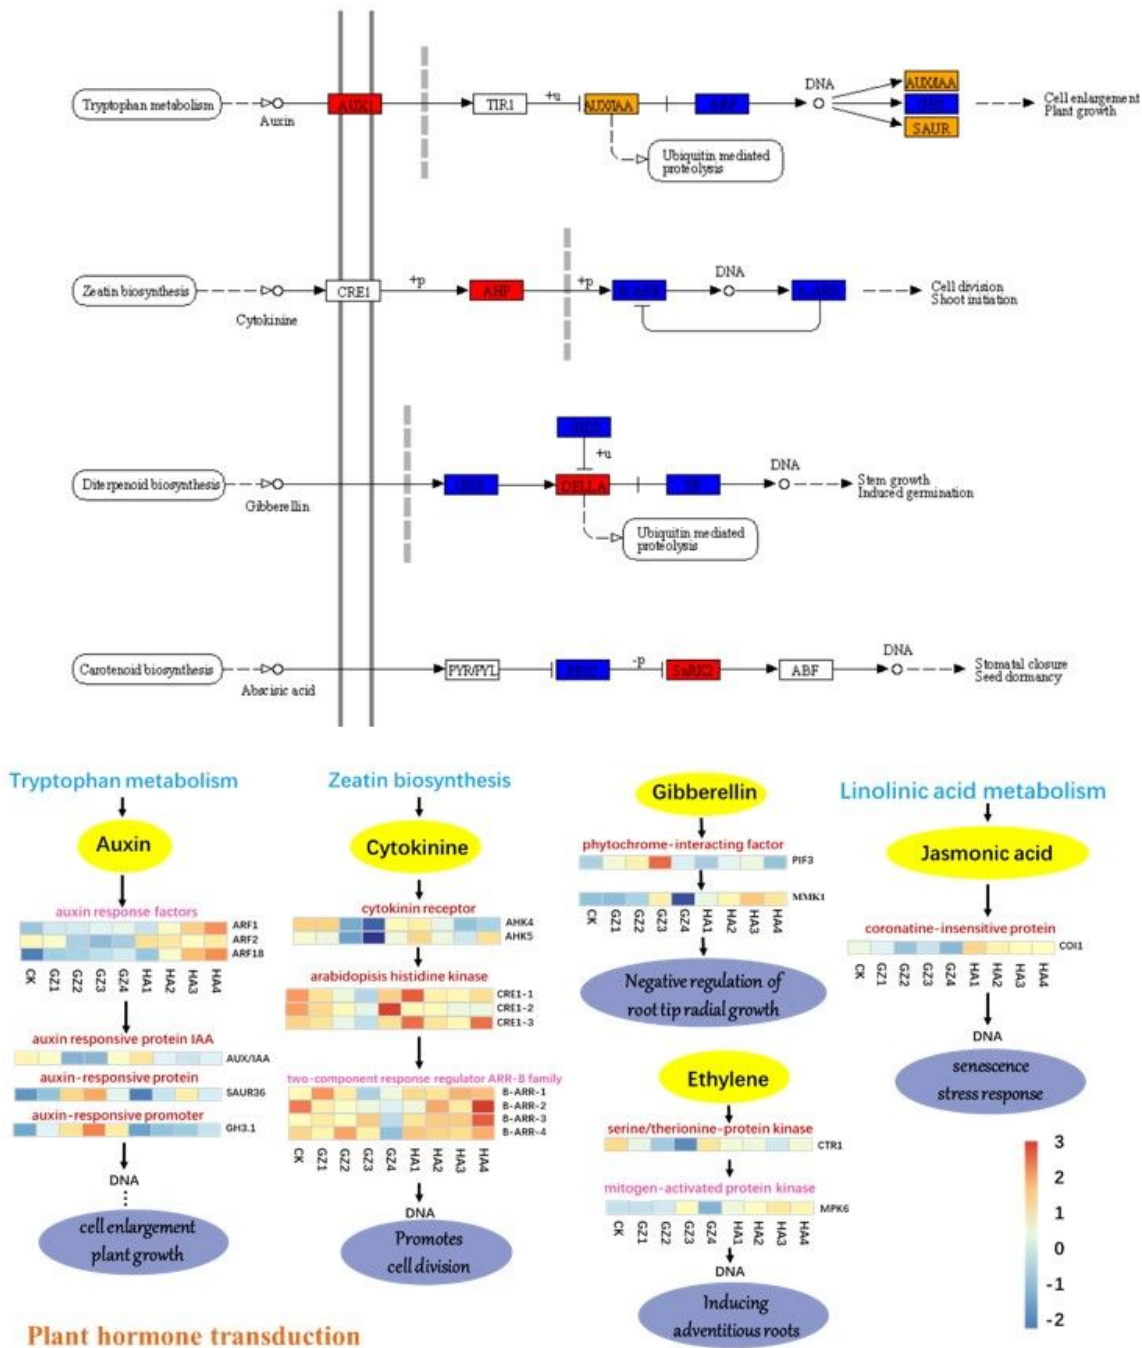 Tryptophan metabolism
Auxin
AUX1
TIR1
+u
AUX/IAA
ARF
DNA
AUX/IAA
GH3
SAUR
Cell enlargement
Plant growth
Ubiquitin mediated
proteolysis
Zeatin biosynthesis
Cytokinine
CRE1
+p
AHP
+p
B-ARR
DNA
A-ARR
Cell division
Shoot initiation
Diterpenoid biosynthesis
Gibberellin
+u
DELLA
TF
DNA
Stem growth
Induced germination
Ubiquitin mediated
proteolysis
Carotenoid biosynthesis
Abscisic acid
PYR/PYL
PP2C
-p
SnRK2
ABF
DNA
Stomatal closure
Seed dormancy
Tryptophan metabolism
Auxin
auxin response factors
ARF1
ARF2
ARF18
CK GZ1 GZ2 GZ3 GZ4 HA1 HA2 HA3 HA4
auxin responsive protein IAA
AUX/IAA
auxin-responsive protein
SAUR36
auxin-responsive promoter
GH3.1
DNA
cell enlargement
plant growth
Zeatin biosynthesis
Cytokinine
cytokinin receptor
AHK4
AHK5
arabidopisis histidine kinase
CRE1-1
CRE1-2
CRE1-3
two-component response regulator ARR-B family
B-ARR-1
B-ARR-2
B-ARR-3
B-ARR-4
CK GZ1 GZ2 GZ3 GZ4 HA1 HA2 HA3 HA4
DNA
Promotes
cell division
Gibberellin
phytochrome-interacting factor
PIF3
MMK1
CK GZ1 GZ2 GZ3 GZ4 HA1 HA2 HA3 HA4
Negative regulation of
root tip radial growth
Ethylene
serine/therionine-protein kinase
CTR1
mitogen-activated protein kinase
MPK6
CK GZ1 GZ2 GZ3 GZ4 HA1 HA2 HA3 HA4
DNA
Inducing
adventitious roots
Linolinic acid metabolism
Jasmonic acid
coronatine-insensitive protein
COI1
CK GZ1 GZ2 GZ3 GZ4 HA1 HA2 HA3 HA4
DNA
senescence
stress response
3
2
1
0
-1
-2
Plant hormone transduction